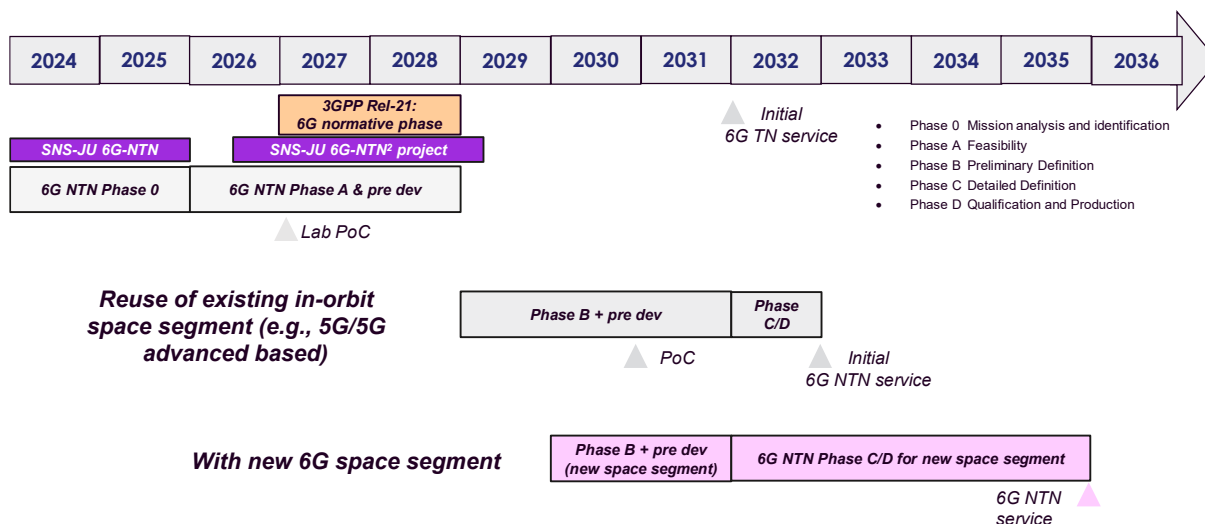 2024 2025 2026 2027 2028 2029 2030 2031 2032 2033 2034 2035 2036
3GPP Rel-21:
6G normative phase
Initial
6G TN service
SNS-JU 6G-NTN
SNS-JU 6G-NTN² project
6G NTN Phase 0
6G NTN Phase A & pre dev
Lab PoC
• Phase 0 Mission analysis and identification
• Phase A Feasibility
• Phase B Preliminary Definition
• Phase C Detailed Definition
• Phase D Qualification and Production
Reuse of existing in-orbit
space segment (e.g., 5G/5G
advanced based)
Phase B + pre dev
Phase
C/D
PoC
Initial
6G NTN service
With new 6G space segment
Phase B + pre dev
(new space segment)
6G NTN Phase C/D for new space segment
6G NTN
service